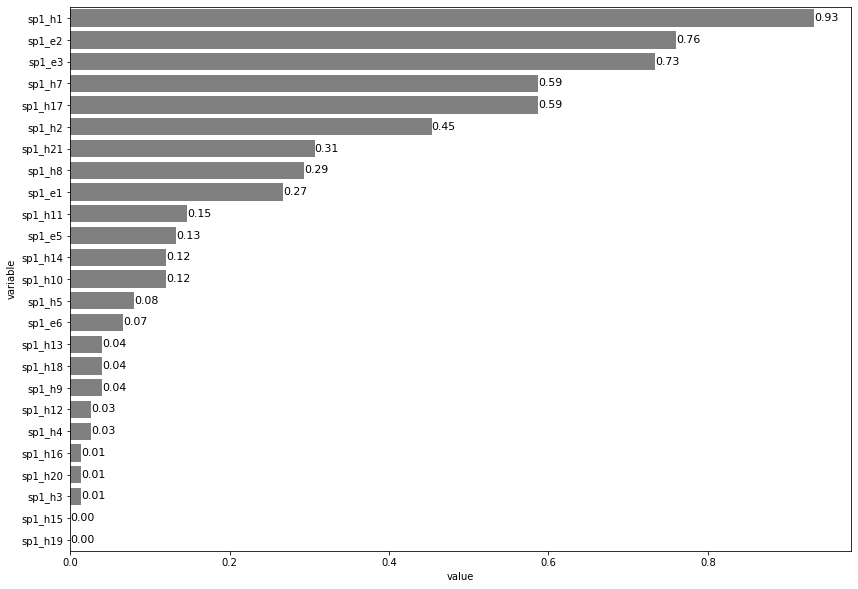 sp1_h1 0.93
sp1_e2 0.76
sp1_e3 0.73
sp1_h7 0.59
sp1_h17 0.59
sp1_h2 0.45
sp1_h21 0.31
sp1_h8 0.29
sp1_e1 0.27
sp1_h11 0.15
sp1_e5 0.13
sp1_h14 0.12
sp1_h10 0.12
sp1_h5 0.08
sp1_e6 0.07
sp1_h13 0.04
sp1_h18 0.04
sp1_h9 0.04
sp1_h12 0.03
sp1_h4 0.03
sp1_h16 0.01
sp1_h20 0.01
sp1_h3 0.01
sp1_h15 0.00
sp1_h19 0.00
variable
0.0 0.2 0.4 0.6 0.8
value